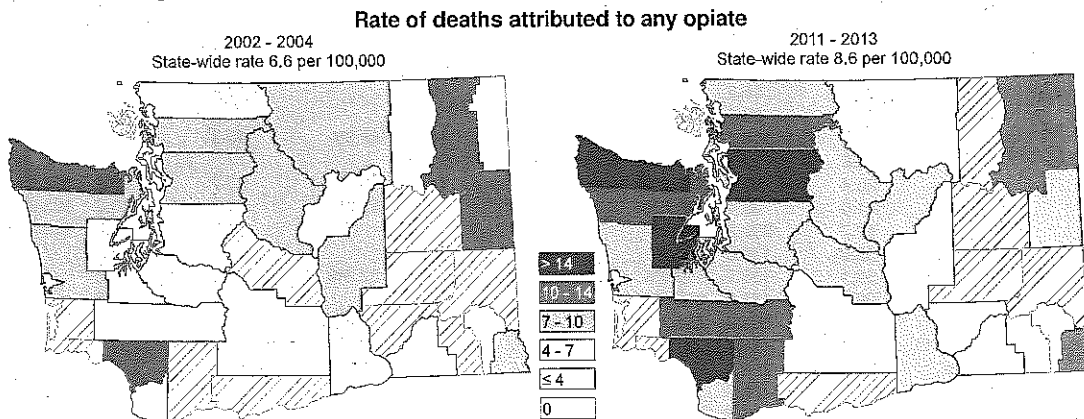 Rate of deaths attributed to any opiate
2002 - 2004
State-wide rate 6.6 per 100,000
2011 - 2013
State-wide rate 8.6 per 100,000
> 14
10 - 14
7 - 10
4 - 7
≤ 4
0